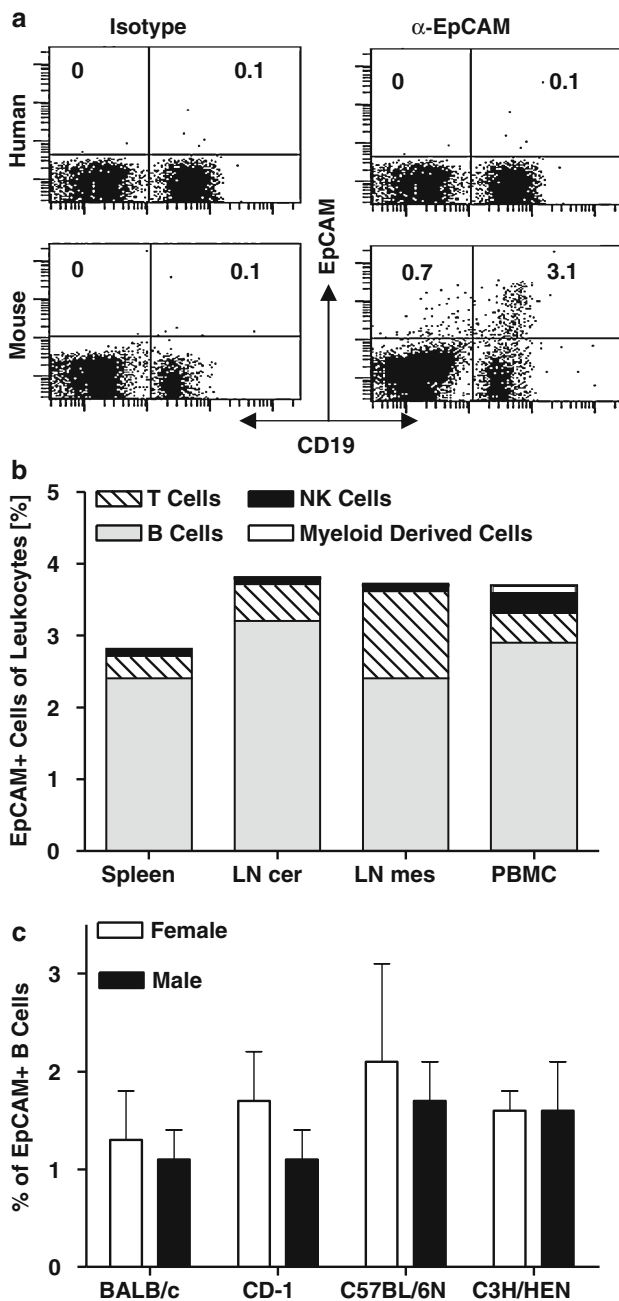 a
Isotype
α-EpCAM
Human
0
0.1
0
0.1
Mouse
0
0.1
EpCAM
0.7
3.1
CD19
b
EpCAM+ Cells of Leukocytes [%]
T Cells NK Cells
B Cells Myeloid Derived Cells
5
4
3
2
1
0
Spleen LN cer LN mes PBMC
c
% of EpCAM+ B Cells
Female
Male
3
2
1
0
BALB/c CD-1 C57BL/6N C3H/HEN